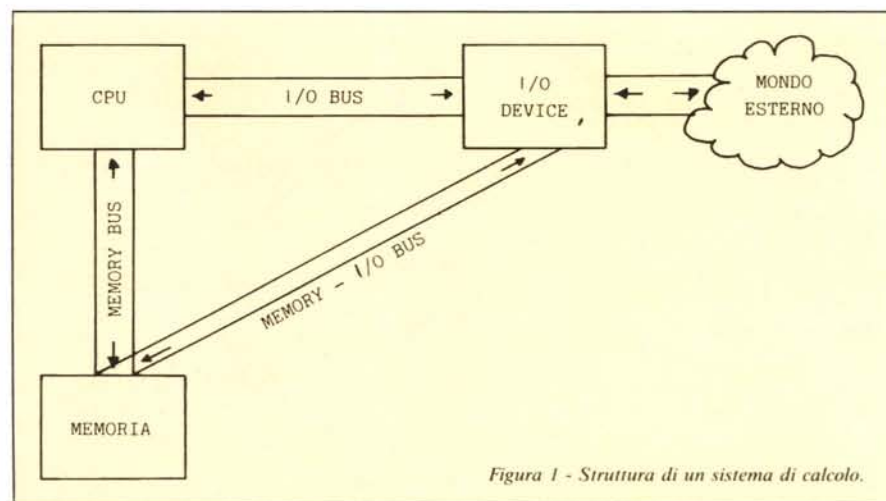 CPU
I/O BUS
I/O
DEVICE
MONDO
ESTERNO
MEMORY BUS
MEMORY - I/O BUS
MEMORIA
Figura 1 - Struttura di un sistema di calcolo.